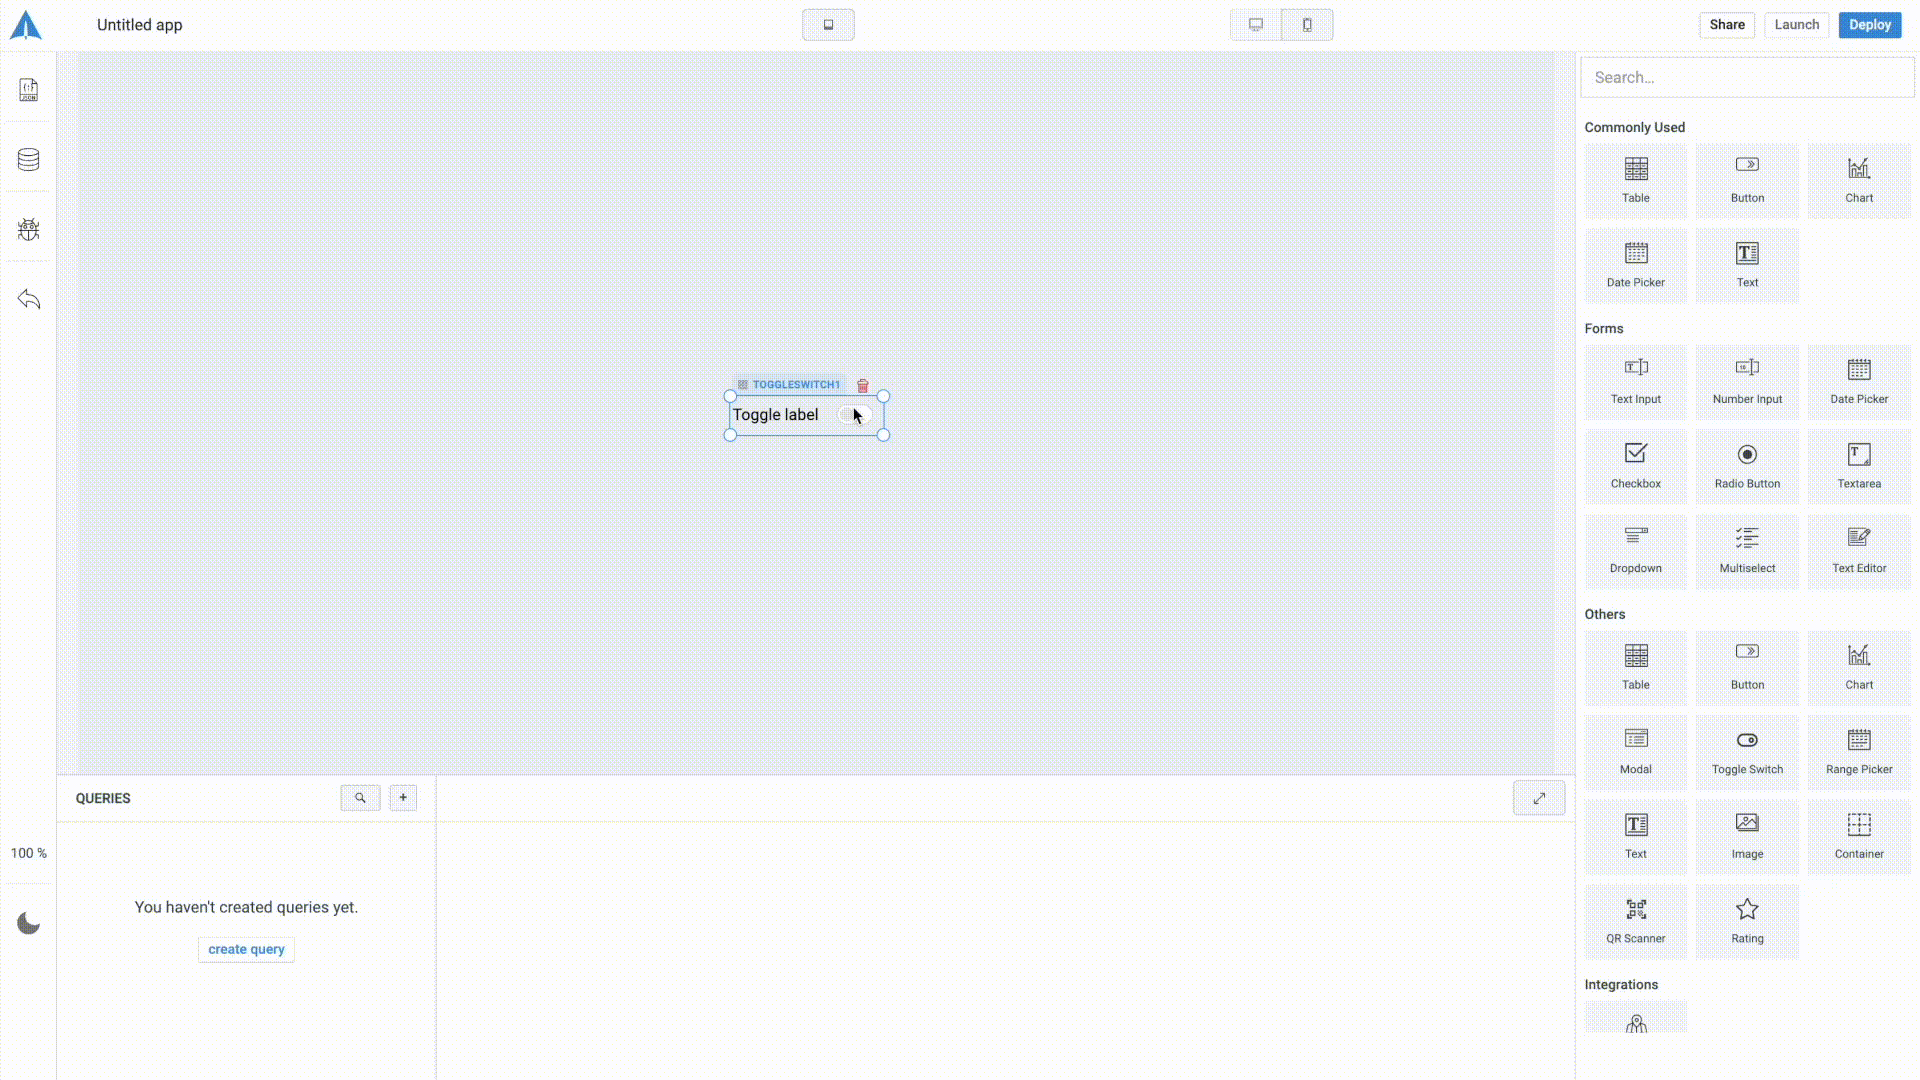 Untitled app
Share
Launch
Deploy
{:}
JSON
Search...
Commonly Used
Table
Button
Chart
Date Picker
Text
TOGGLESWITCH1
Toggle label
Forms
Text Input
Number Input
Date Picker
Checkbox
Radio Button
Textarea
Dropdown
Multiselect
Text Editor
Others
Table
Button
Chart
Modal
Toggle Switch
Range Picker
Text
Image
Container
QR Scanner
Rating
Integrations
QUERIES
+
You haven't created queries yet.
create query
100 %